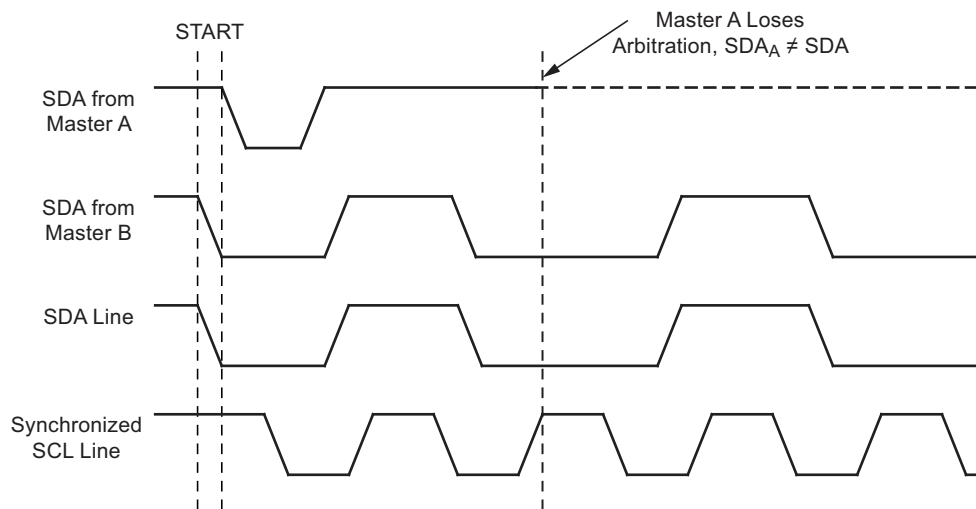 START
Master A Loses
Arbitration, SDA_A ≠ SDA
SDA from
Master A
SDA from
Master B
SDA Line
Synchronized
SCL Line